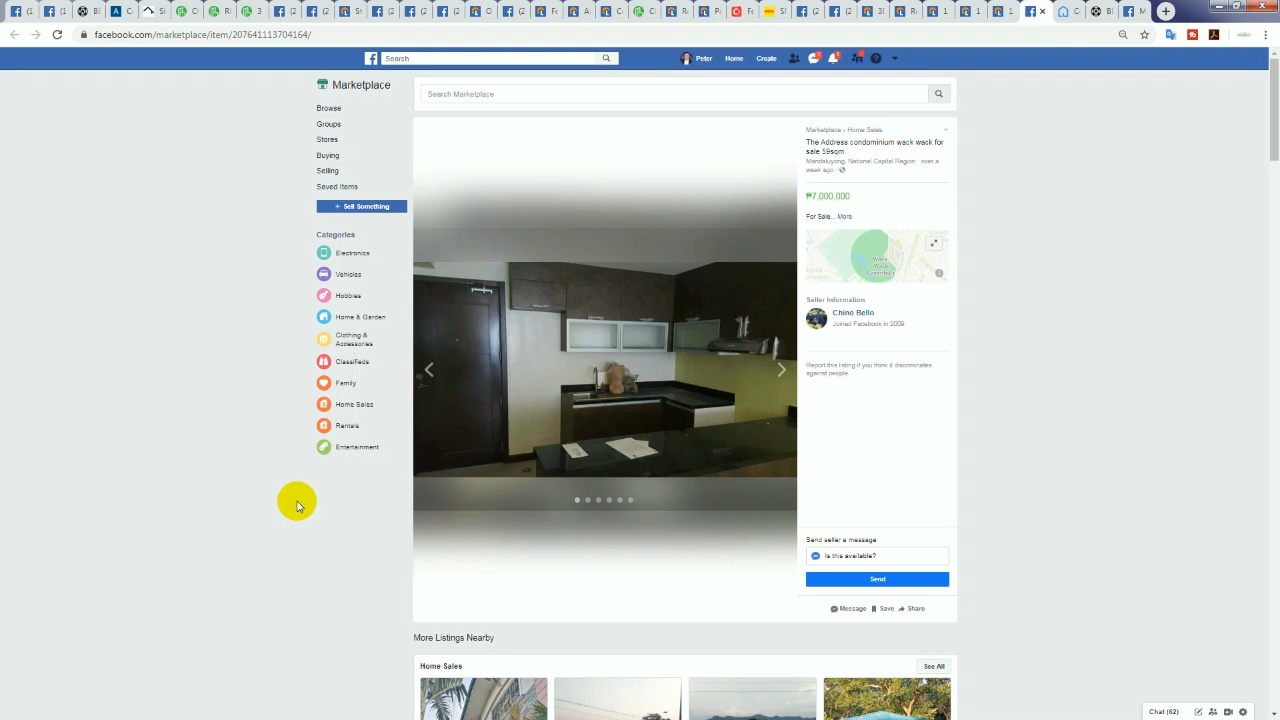 facebook.com/marketplace/item/207641113704164/
Search
Peter
Home
Create
Marketplace
Browse
Groups
Stores
Buying
Selling
Saved Items
+ Sell Something
Categories
Electronics
Vehicles
Hobbies
Home & Garden
Clothing &
Accessories
Classifieds
Family
Home Sales
Rentals
Entertainment
Search Marketplace
Marketplace › Home Sales
The Address condominium wack wack for
sale 59sqm
Mandaluyong, National Capital Region · over a
week ago ·
₱7,000,000
For Sale... More
Wack
Wack
Greenhills
Seller Information
Chino Bello
Joined Facebook in 2009
Report this listing if you think it discriminates
against people.
Send seller a message
Is this available?
Send
Message
Save
Share
More Listings Nearby
Home Sales
See All
Chat (62)